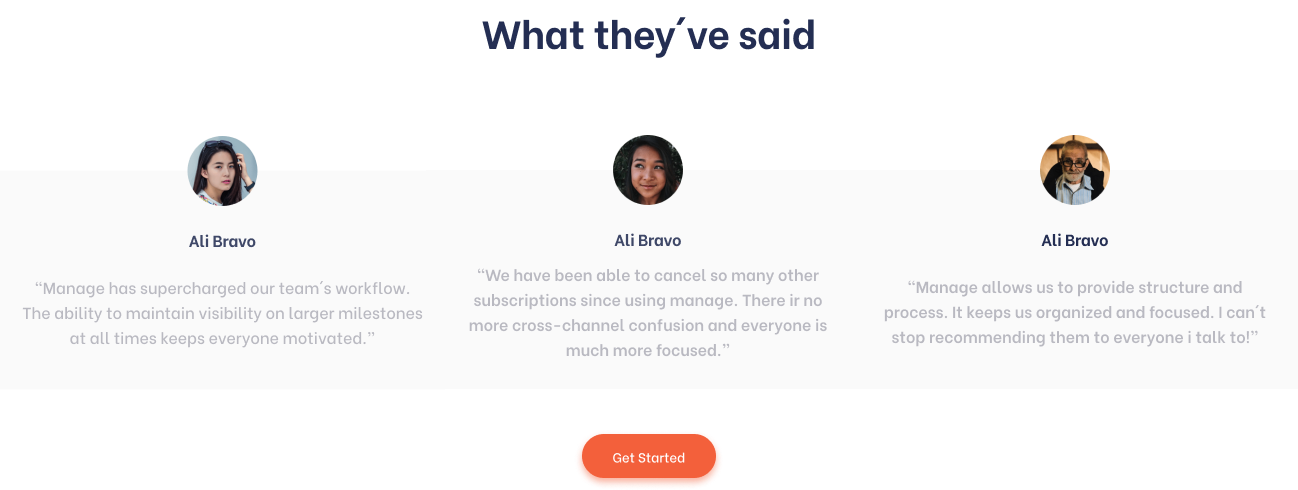 What they´ve said
Ali Bravo
“Manage has supercharged our team´s workflow.
The ability to maintain visibility on larger milestones
at all times keeps everyone motivated.”
Ali Bravo
“We have been able to cancel so many other
subscriptions since using manage. There ir no
more cross-channel confusion and everyone is
much more focused.”
Ali Bravo
“Manage allows us to provide structure and
process. It keeps us organized and focused. I can´t
stop recommending them to everyone i talk to!”
Get Started